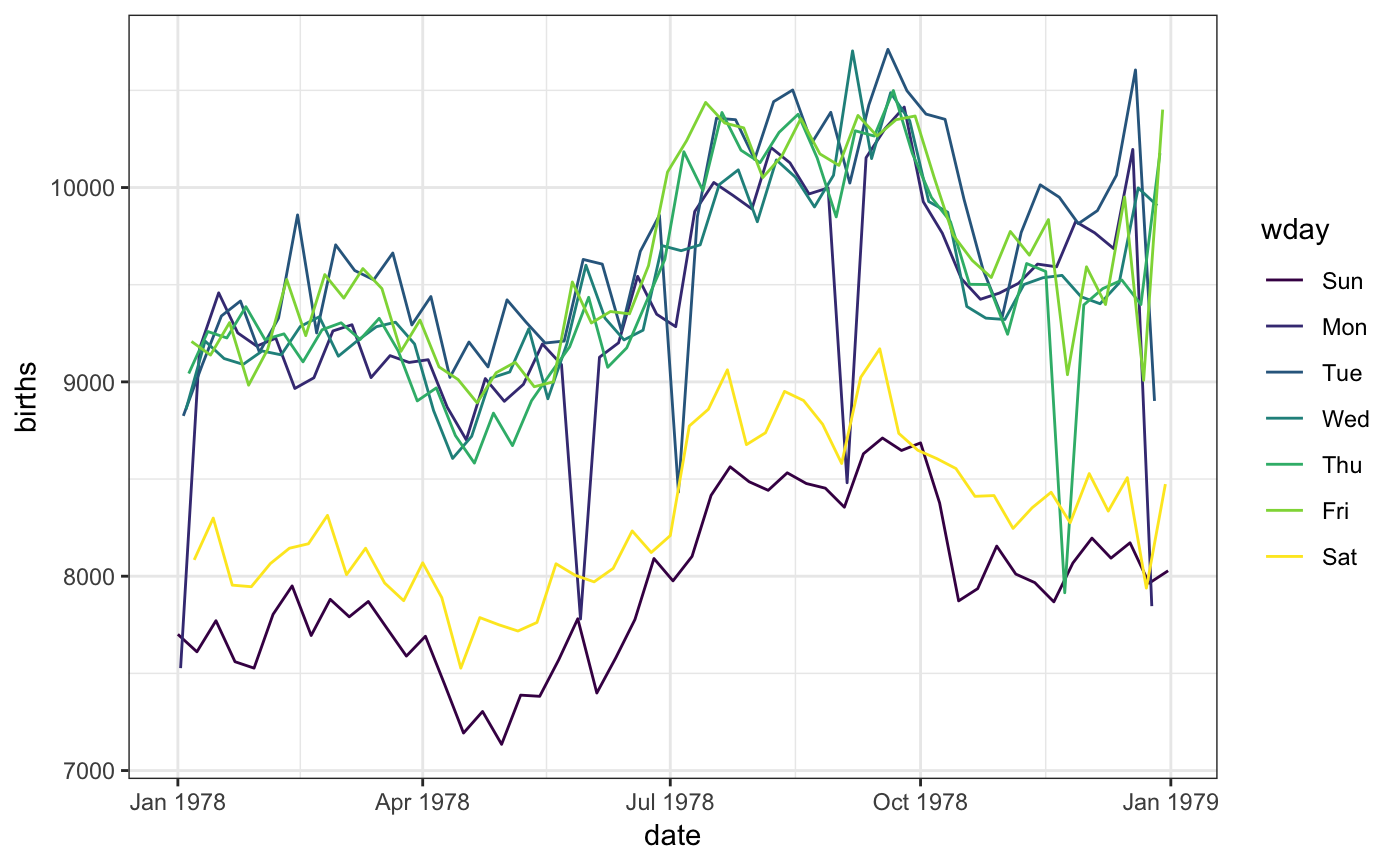 births
10000
9000
8000
7000
Jan 1978
Apr 1978
Jul 1978
Oct 1978
Jan 1979
date
wday
Sun
Mon
Tue
Wed
Thu
Fri
Sat